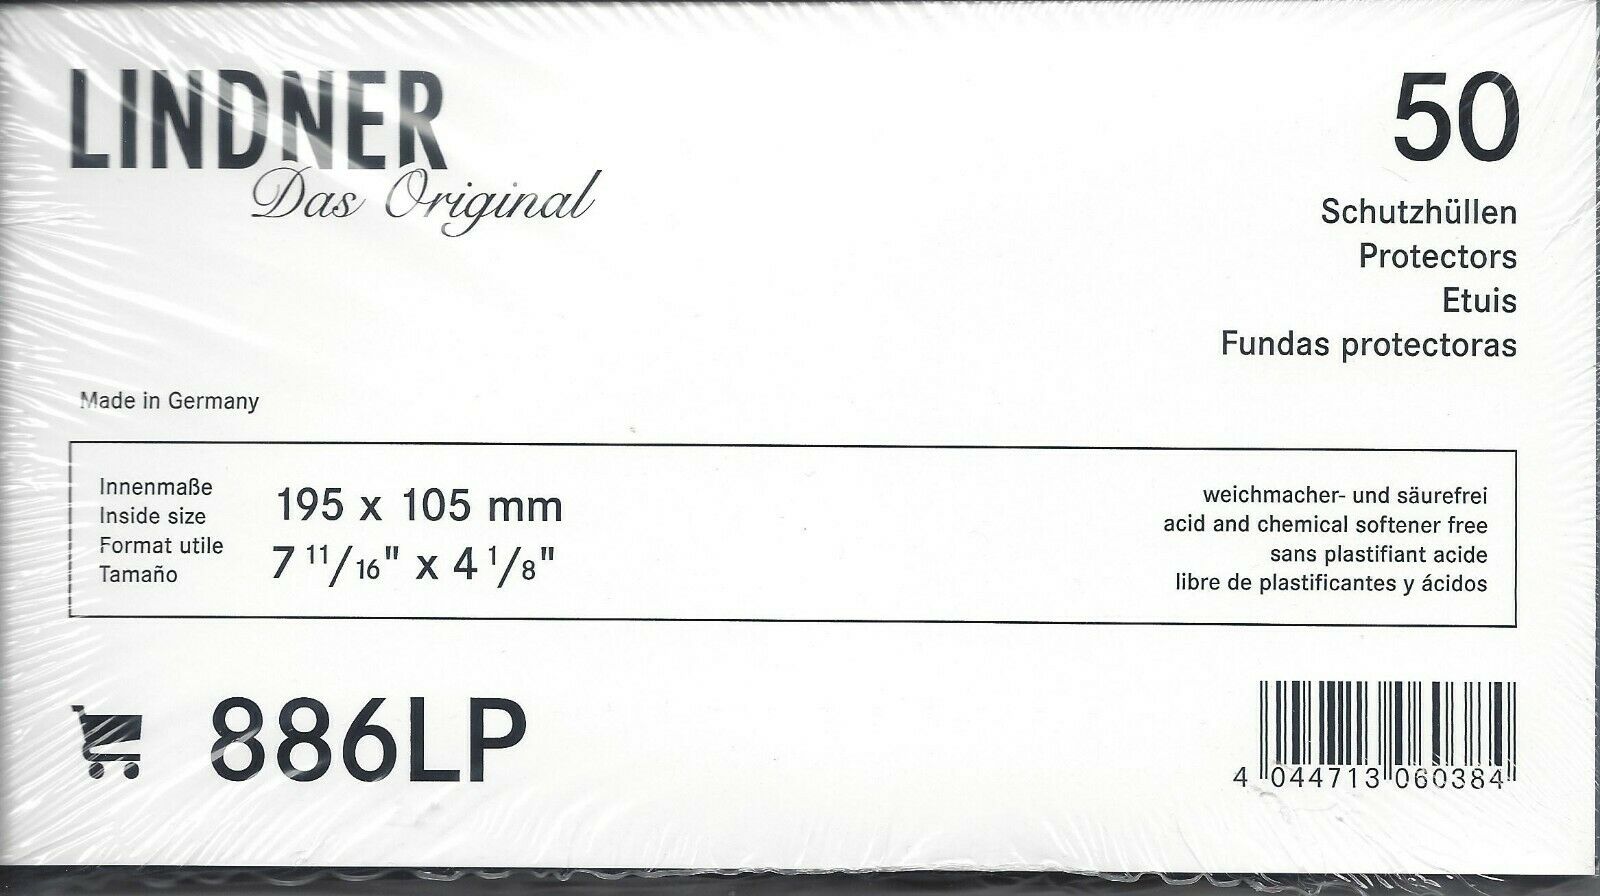 LINDNER
Das Original
50
Schutzhüllen
Protectors
Etuis
Fundas protectoras
Made in Germany
Innenmaße
Inside size
Format utile
Tamaño
195 x 105 mm
7 11/16" x 4 1/8"
weichmacher- und säurefrei
acid and chemical softener free
sans plastifiant acide
libre de plastificantes y ácidos
886LP
4 044713 060384